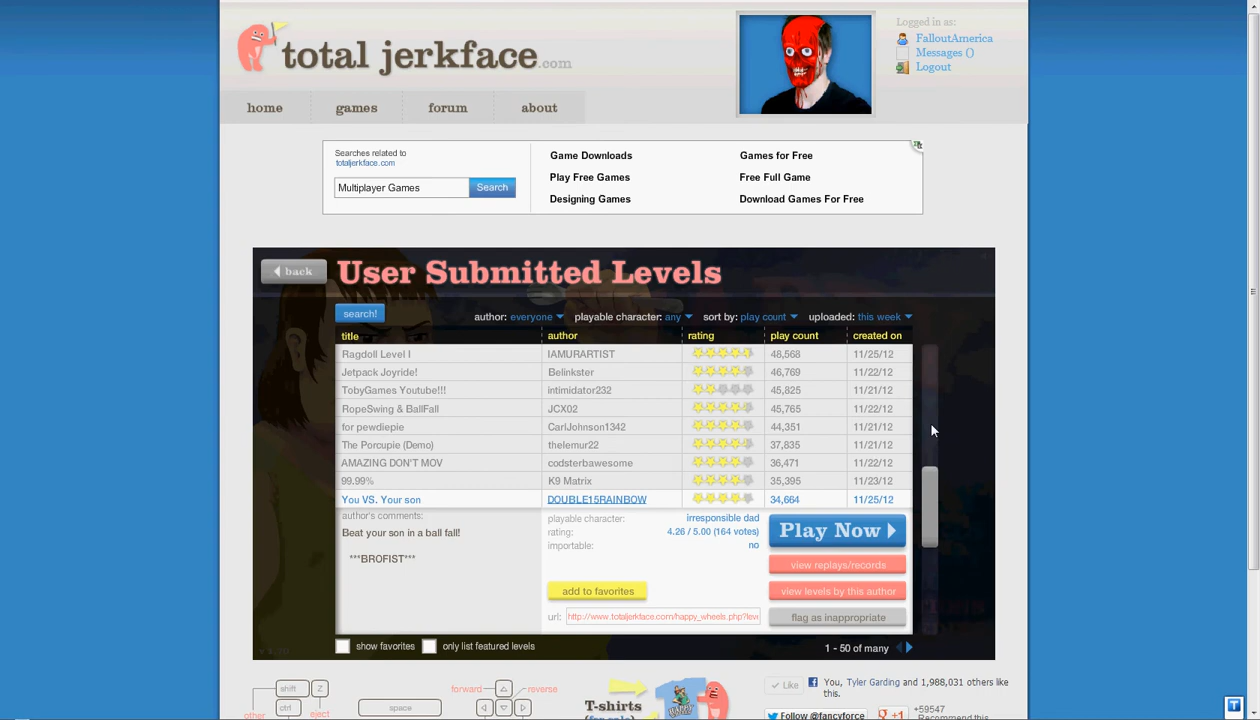 total jerkface.com
Logged in as:
FalloutAmerica
Messages ()
Logout
home games forum about
Searches related to
totaljerkface.com
Multiplayer Games Search
Game Downloads Games for Free
Play Free Games Free Full Game
Designing Games Download Games For Free
back User Submitted Levels
search! author: everyone playable character: any sort by: play count uploaded: this week
title author rating play count created on
Ragdoll Level I IAMURARTIST 48,568 11/25/12
Jetpack Joyride! Belinkster 46,769 11/22/12
TobyGames Youtube!!! intimidator232 45,825 11/21/12
RopeSwing & BallFall JCX02 45,765 11/22/12
for pewdiepie CarlJohnson1342 44,351 11/21/12
The Porcupie (Demo) thelemur22 37,835 11/21/12
AMAZING DON'T MOV codsterbawesome 36,471 11/22/12
99.99% K9 Matrix 35,395 11/23/12
You VS. Your son DOUBLE15RAINBOW 34,664 11/25/12
author's comments:
Beat your son in a ball fall!
***BROFIST***
playable character: irresponsible dad
rating: 4.26 / 5.00 (164 votes)
importable: no
add to favorites
url: http://www.totaljerkface.com/happy_wheels.php?leve
Play Now
view replays/records
view levels by this author
flag as inappropriate
show favorites only list featured levels 1 - 50 of many
shift Z
ctrl
other eject
space
forward reverse
T-shirts
Like You, Tyler Garding and 1,988,031 others like
this.
Follow @fancyforce
+1 +59547
Recommend this
T